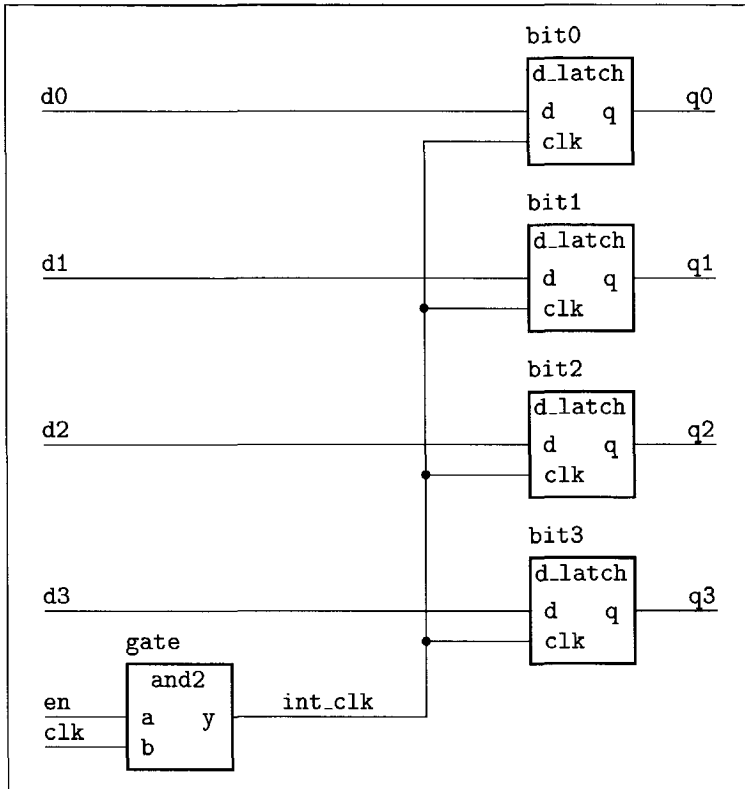 bit0
d_latch
d0
d q
q0
clk
bit1
d_latch
d1
d q
q1
clk
bit2
d_latch
d2
d q
q2
clk
bit3
d_latch
d3
d q
q3
clk
gate
and2
en
a y
int_clk
clk
b